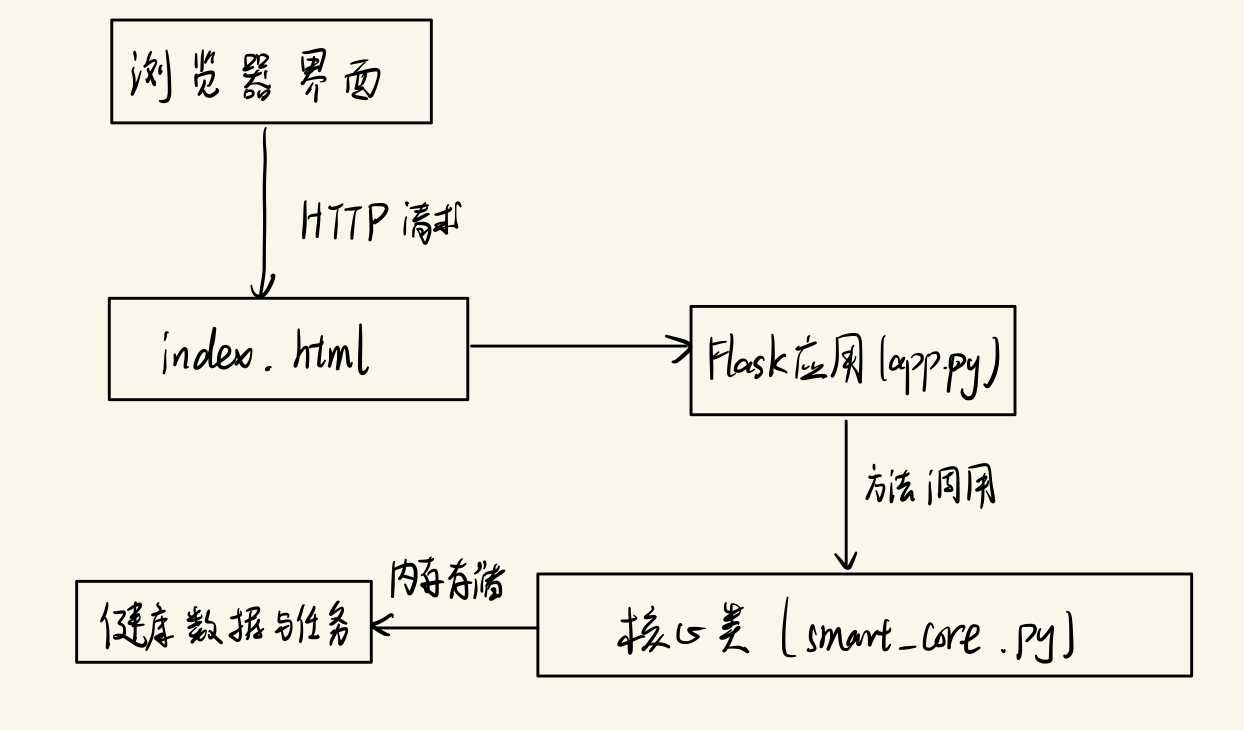 浏览器界面
HTTP 请求
index.html
Flask应用(app.py)
方法调用
内存存储
健康数据与任务
核心类(smart_core.py)